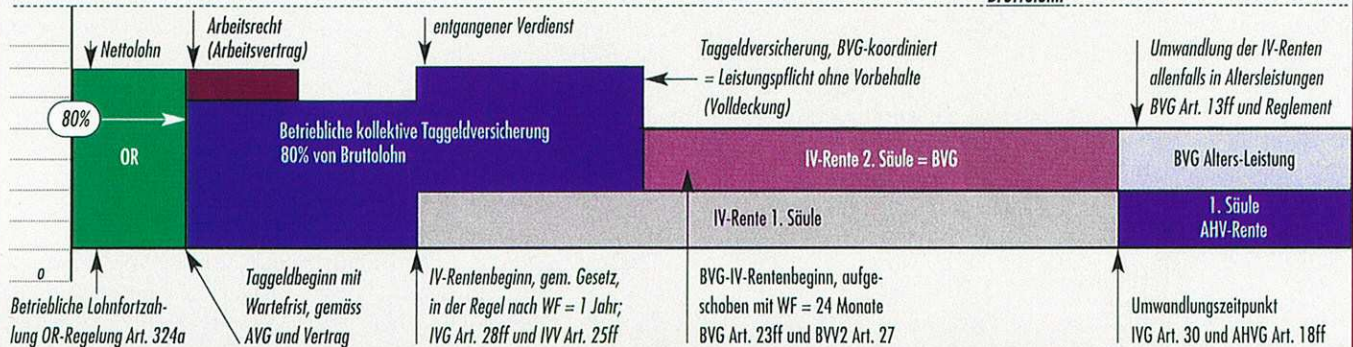 Nettolohn
Arbeitsrecht
(Arbeitsvertrag)
entgangener Verdienst
Taggeldversicherung, BVG-koordiniert
= Leistungspflicht ohne Vorbehalte
(Volldeckung)
Umwandlung der IV-Renten
allenfalls in Altersleistungen
BVG Art. 13ff und Reglement
80%
OR
Betriebliche kollektive Taggeldversicherung
80% von Bruttolohn
IV-Rente 2. Säule = BVG
BVG Alters-Leistung
IV-Rente 1. Säule
1. Säule
AHV-Rente
0
Betriebliche Lohnfortzah-
lung OR-Regelung Art. 324a
Taggeldbeginn mit
Wartefrist, gemäss
AVG und Vertrag
IV-Rentenbeginn, gem. Gesetz,
in der Regel nach WF = 1 Jahr;
IVG Art. 28ff und IVV Art. 25ff
BVG-IV-Rentenbeginn, aufge-
schoben mit WF = 24 Monate
BVG Art. 23ff und BVV2 Art. 27
Umwandlungszeitpunkt
IVG Art. 30 und AHVG Art. 18ff